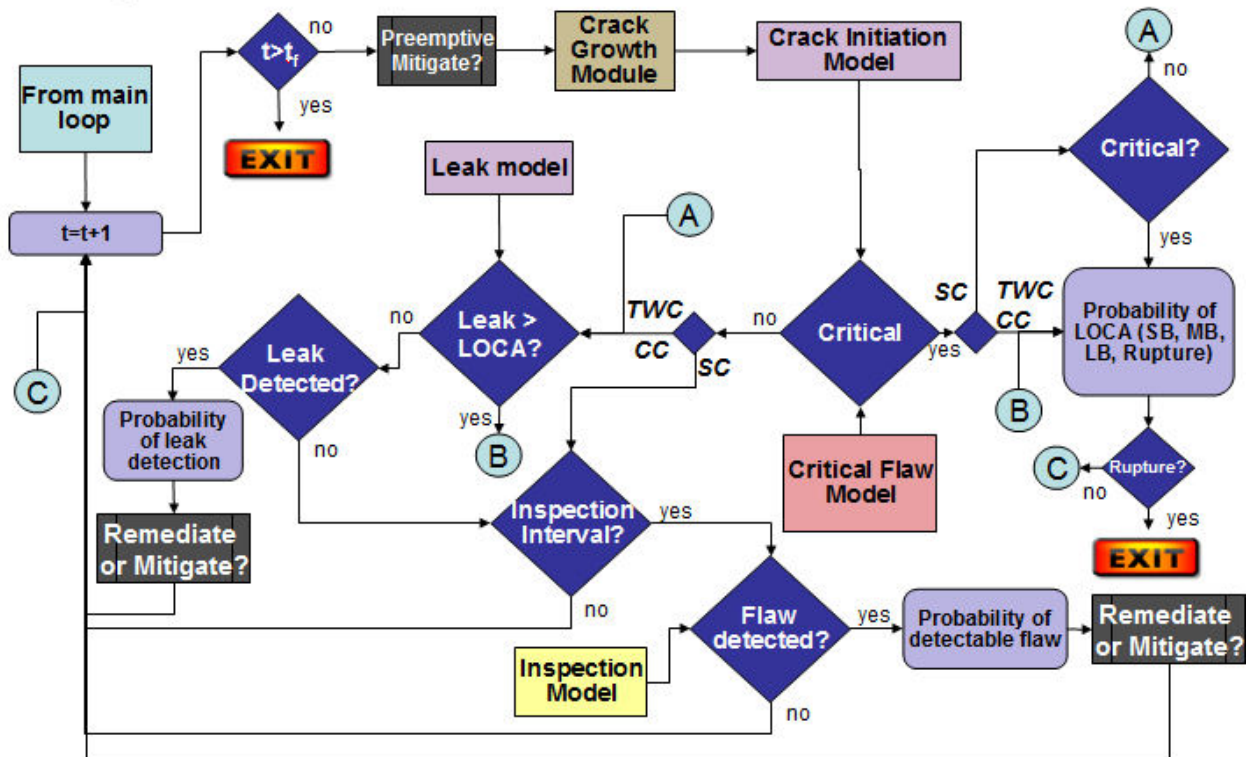 no
t>tf
Preemptive
Mitigate?
Crack
Growth
Module
Crack Initiation
Model
A
From main
loop
yes
no
EXIT
Critical?
Leak model
A
t=t+1
yes
SC
TWC
CC
Probability of
LOCA (SB, MB,
LB, Rupture)
no
Leak >
LOCA?
TWC
CC
no
Critical
yes
SC
yes
Leak
Detected?
C
yes
B
B
Probability
of leak
detection
no
Critical Flaw
Model
C
Rupture?
no
Inspection
Interval?
yes
yes
Remediate
or Mitigate?
EXIT
no
Flaw
detected?
yes
Probability of
detectable flaw
Remediate
or Mitigate?
Inspection
Model
no